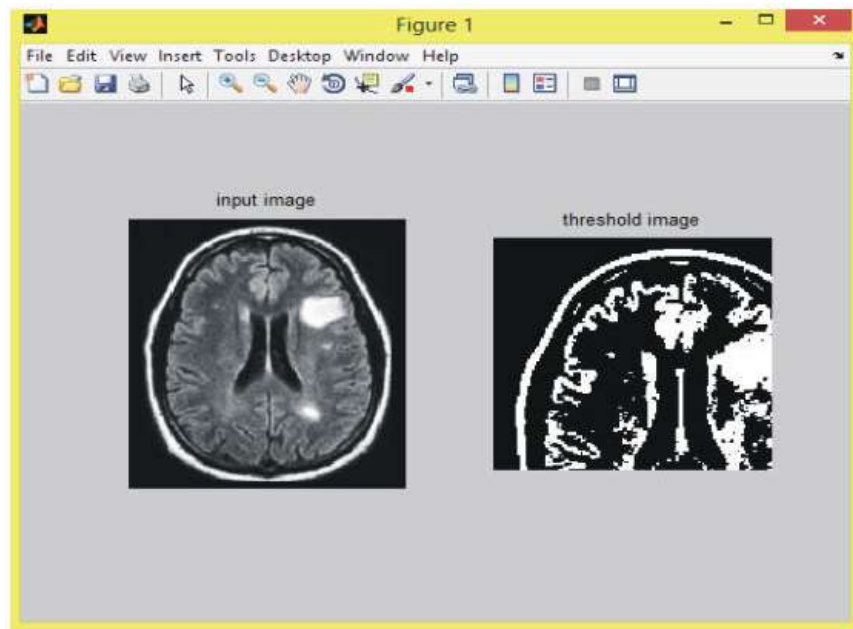 Figure 1
File Edit View Insert Tools Desktop Window Help
input image
threshold image